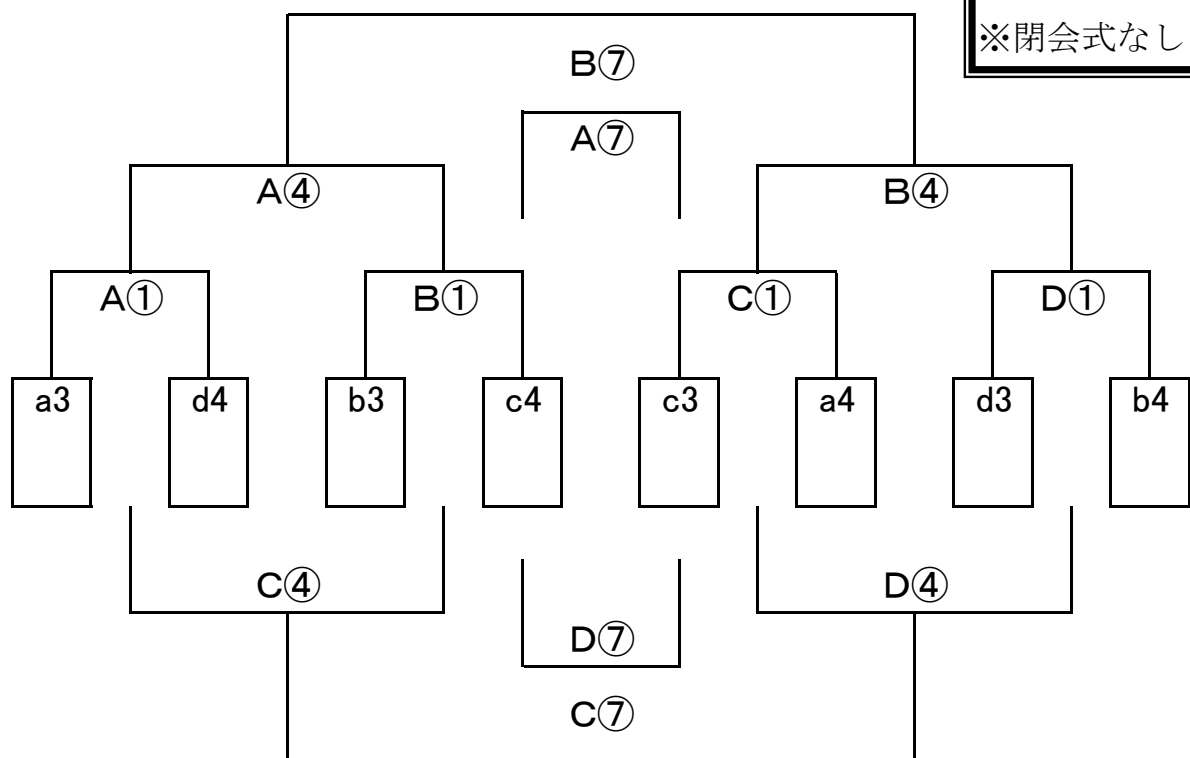 ※閉会式なし
B⑦
A⑦
A④ B④
A① B① C① D①
a3 d4 b3 c4 c3 a4 d3 b4
C④ D④
D⑦
C⑦